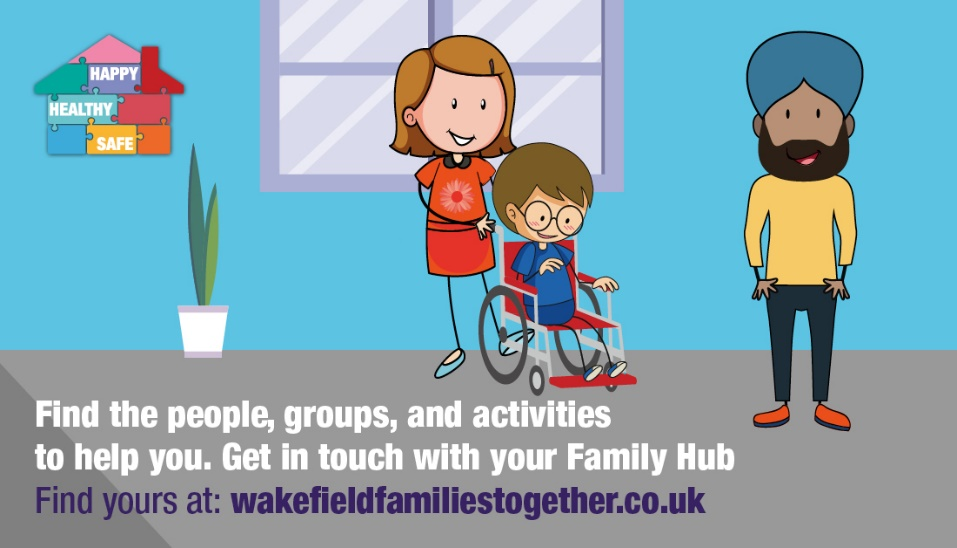 HAPPY
HEALTHY
SAFE
Find the people, groups, and activities
to help you. Get in touch with your Family Hub
Find yours at: wakefieldfamiliestogether.co.uk